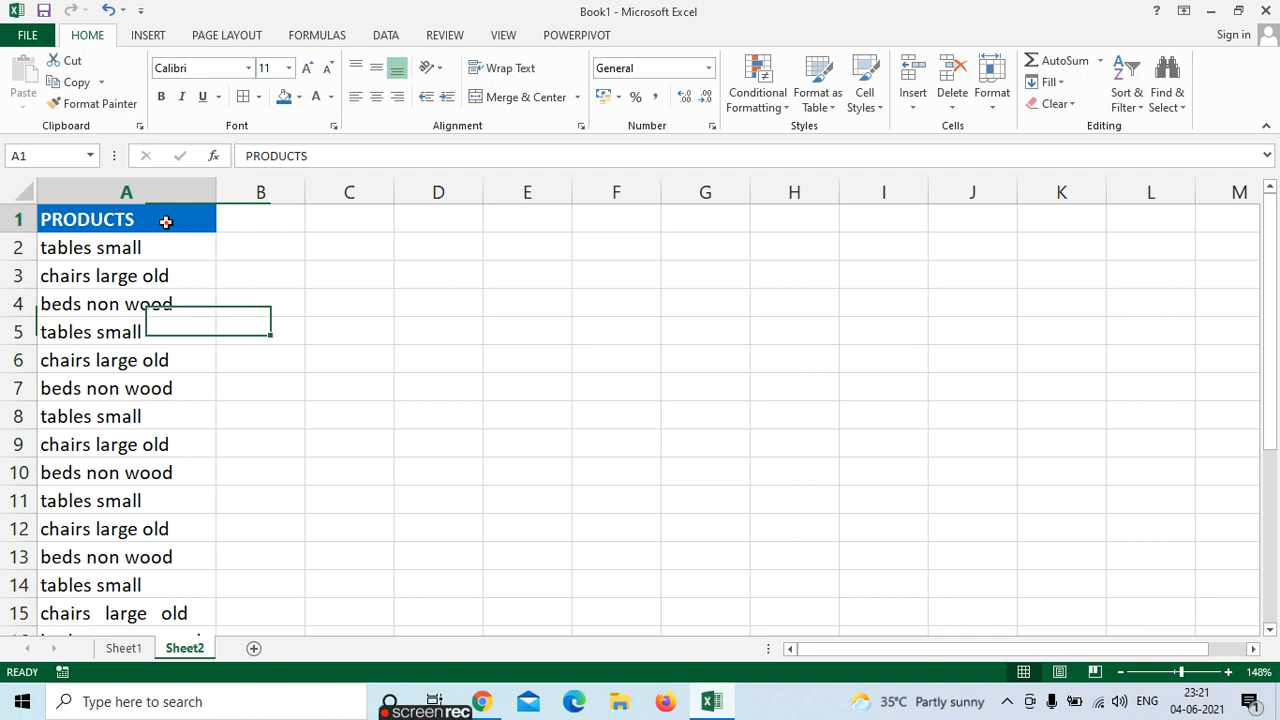 Book1 - Microsoft Excel
?
FILE HOME INSERT PAGE LAYOUT FORMULAS DATA REVIEW VIEW POWERPIVOT Sign in
Paste
Cut
Copy
Format Painter
Clipboard
Calibri 11
B I U A
Font
Wrap Text
Merge & Center
Alignment
General
%
Number
Conditional Formatting
Format as Table
Cell Styles
Styles
Insert
Delete
Format
Cells
AutoSum
Fill
Clear
Sort & Filter
Find & Select
Editing
A1 fx PRODUCTS
A B C D E F G H I J K L M
1 PRODUCTS
2 tables small
3 chairs large old
4 beds non wood
5 tables small
6 chairs large old
7 beds non wood
8 tables small
9 chairs large old
10 beds non wood
11 tables small
12 chairs large old
13 beds non wood
14 tables small
15 chairs large old
Sheet1 Sheet2
READY 148%
Type here to search
screenrec
35°C Partly sunny
ENG
23:21
04-06-2021
1